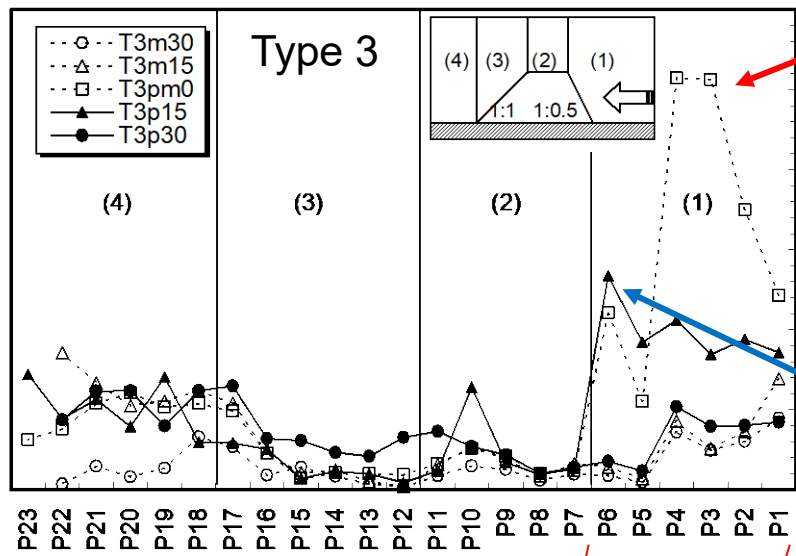 T3m30
T3m15
T3pm0
T3p15
T3p30
Type 3
(4) (3) (2) (1)
1:1 1:0.5
(4) (3) (2) (1)
P23 P22 P21 P20 P19 P18 P17 P16 P15 P14 P13 P12 P11 P10 P9 P8 P7 P6 P5 P4 P3 P2 P1